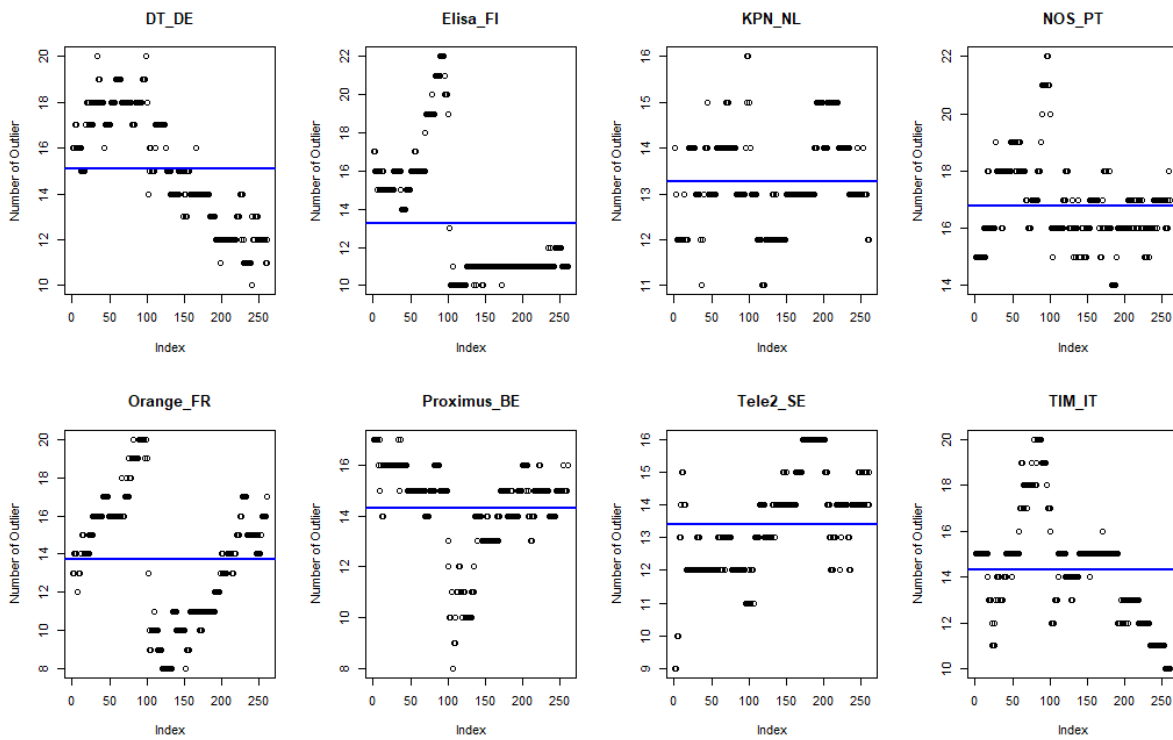 DT_DE
Elisa_FI
KPN_NL
NOS_PT
Number of Outlier
10 12 14 16 18 20
0 50 100 150 200 250
Index
Number of Outlier
10 12 14 16 18 20 22
0 50 100 150 200 250
Index
Number of Outlier
11 12 13 14 15 16
0 50 100 150 200 250
Index
Number of Outlier
14 16 18 20 22
0 50 100 150 200 250
Index
Orange_FR
Proximus_BE
Tele2_SE
TIM_IT
Number of Outlier
8 10 12 14 16 18 20
0 50 100 150 200 250
Index
Number of Outlier
8 10 12 14 16
0 50 100 150 200 250
Index
Number of Outlier
9 10 11 12 13 14 15 16
0 50 100 150 200 250
Index
Number of Outlier
10 12 14 16 18 20
0 50 100 150 200 250
Index